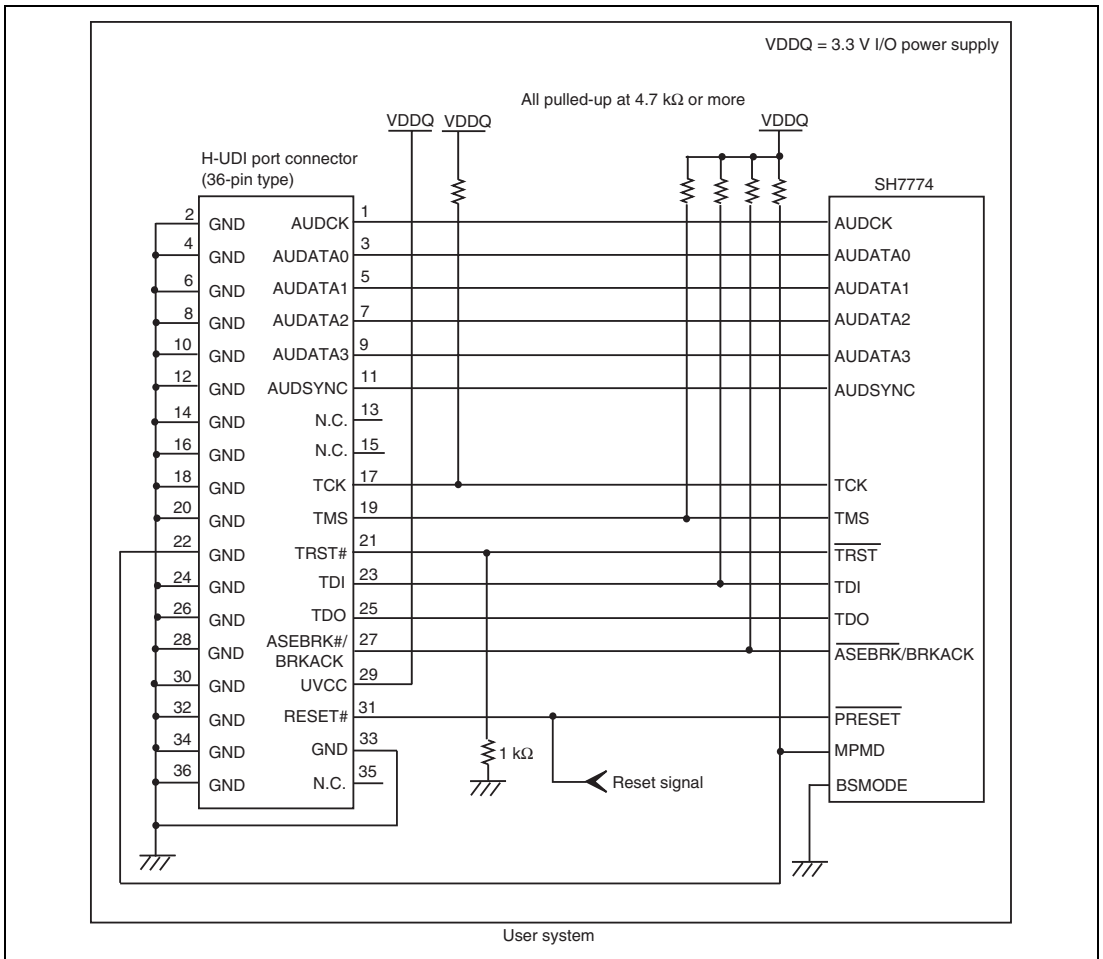 VDDQ = 3.3 V I/O power supply
All pulled-up at 4.7 kΩ or more
VDDQ VDDQ VDDQ
H-UDI port connector
(36-pin type)
SH7774
2 GND AUDCK 1 AUDCK
4 GND AUDATA0 3 AUDATA0
6 GND AUDATA1 5 AUDATA1
8 GND AUDATA2 7 AUDATA2
10 GND AUDATA3 9 AUDATA3
12 GND AUDSYNC 11 AUDSYNC
14 GND N.C. 13
16 GND N.C. 15
18 GND TCK 17 TCK
20 GND TMS 19 TMS
22 GND TRST# 21 TRST
24 GND TDI 23 TDI
26 GND TDO 25 TDO
28 GND ASEBRK#/ 27 ASEBRK/BRKACK
BRKACK
30 GND UVCC 29
32 GND RESET# 31 PRESET
34 GND GND 33 1 kΩ MPMD
36 GND N.C. 35 Reset signal BSMODE
User system